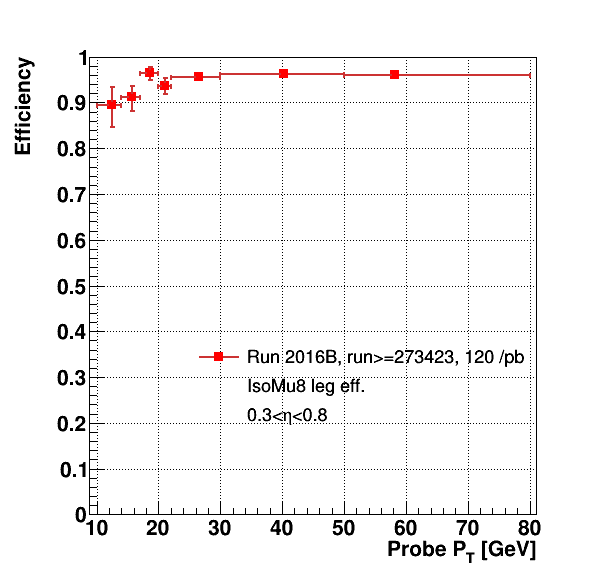 Efficiency
1
0.9
0.8
0.7
0.6
0.5
0.4
0.3
0.2
0.1
0
Run 2016B, run>=273423, 120 /pb
IsoMu8 leg eff.
0.3<η<0.8
10 20 30 40 50 60 70 80
Probe P_T [GeV]